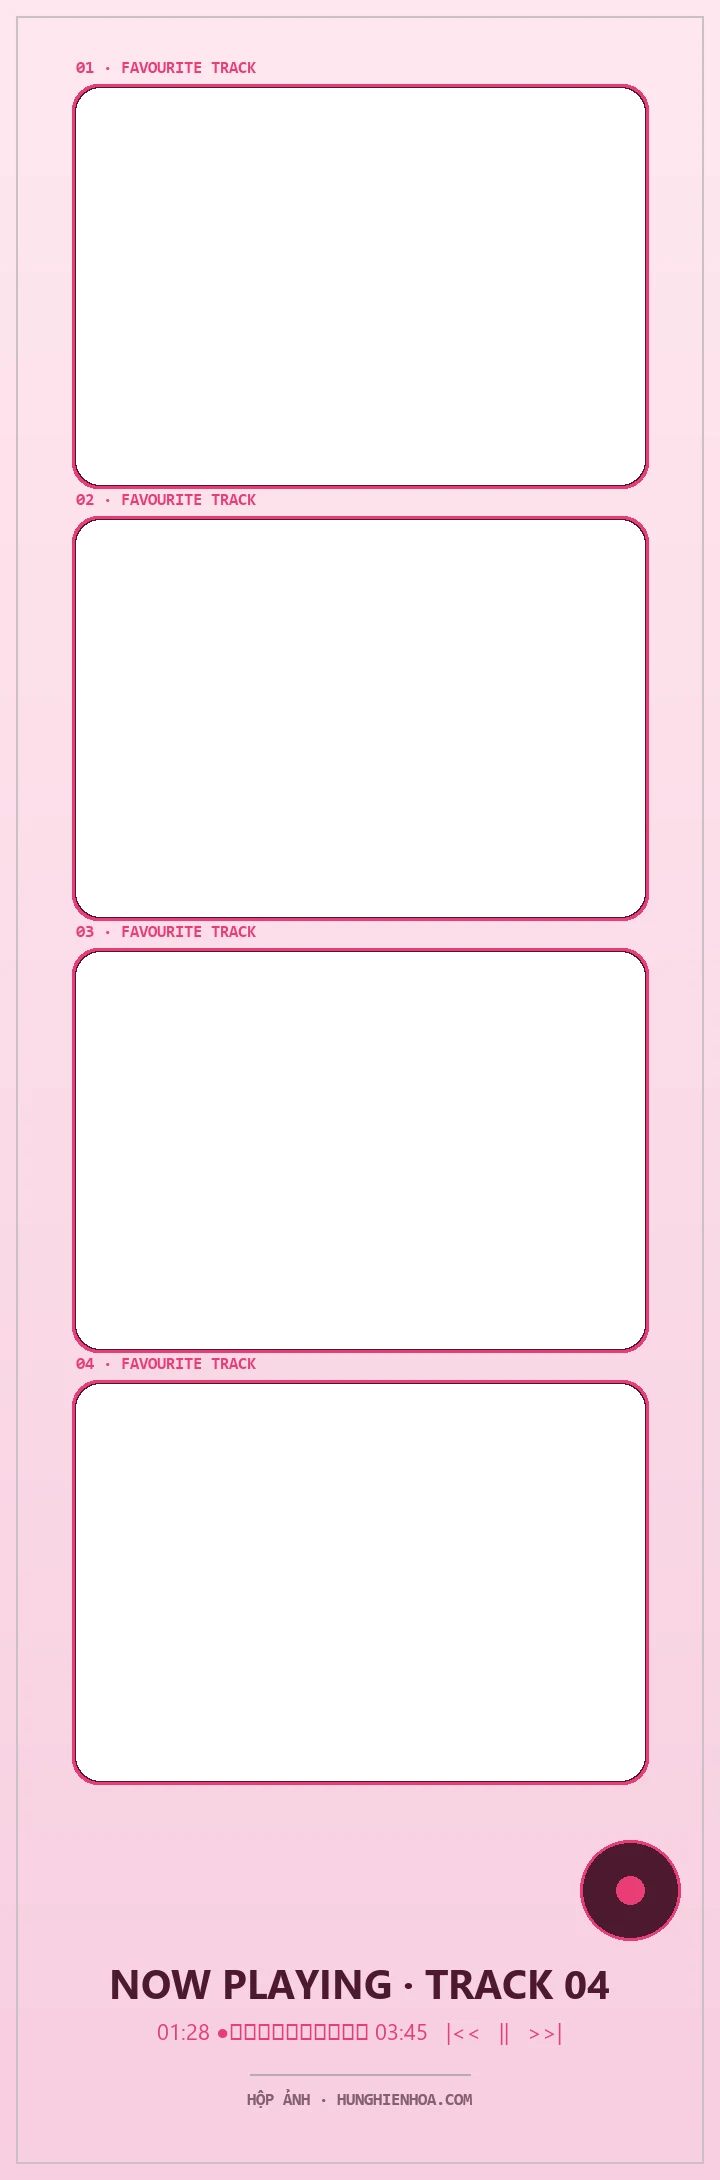 01 · FAVOURITE TRACK
02 · FAVOURITE TRACK
03 · FAVOURITE TRACK
04 · FAVOURITE TRACK
NOW PLAYING · TRACK 04
01:28 ●□□□□□□□□□□ 03:45 |<< || >>|
HỘP ẢNH · HUNGHIENHOA.COM